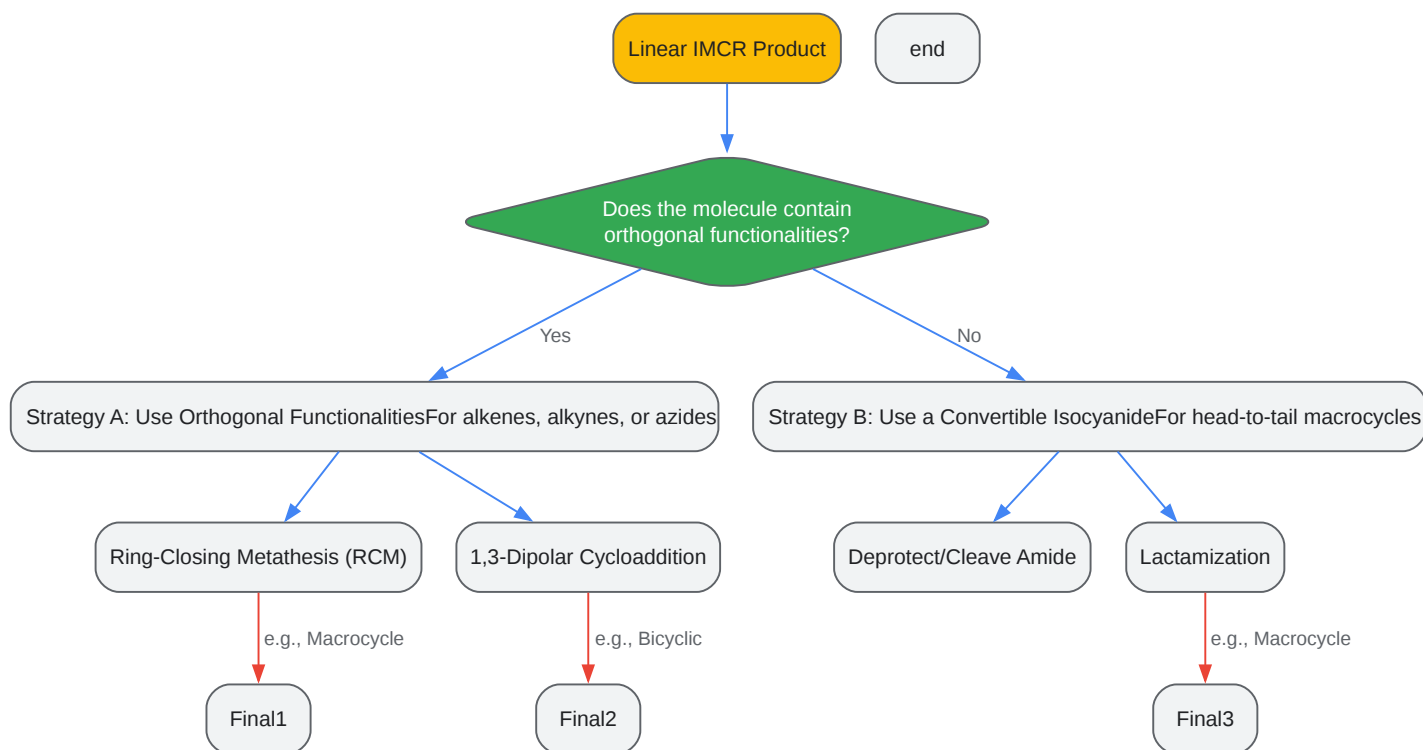 Linear IMCR Product
end
Does the molecule contain
orthogonal functionalities?
Yes
No
Strategy A: Use Orthogonal FunctionalitiesFor alkenes, alkynes, or azides
Strategy B: Use a Convertible IsocyanideFor head-to-tail macrocycles
Ring-Closing Metathesis (RCM)
1,3-Dipolar Cycloaddition
Deprotect/Cleave Amide
Lactamization
e.g., Macrocycle
e.g., Bicyclic
e.g., Macrocycle
Final1
Final2
Final3